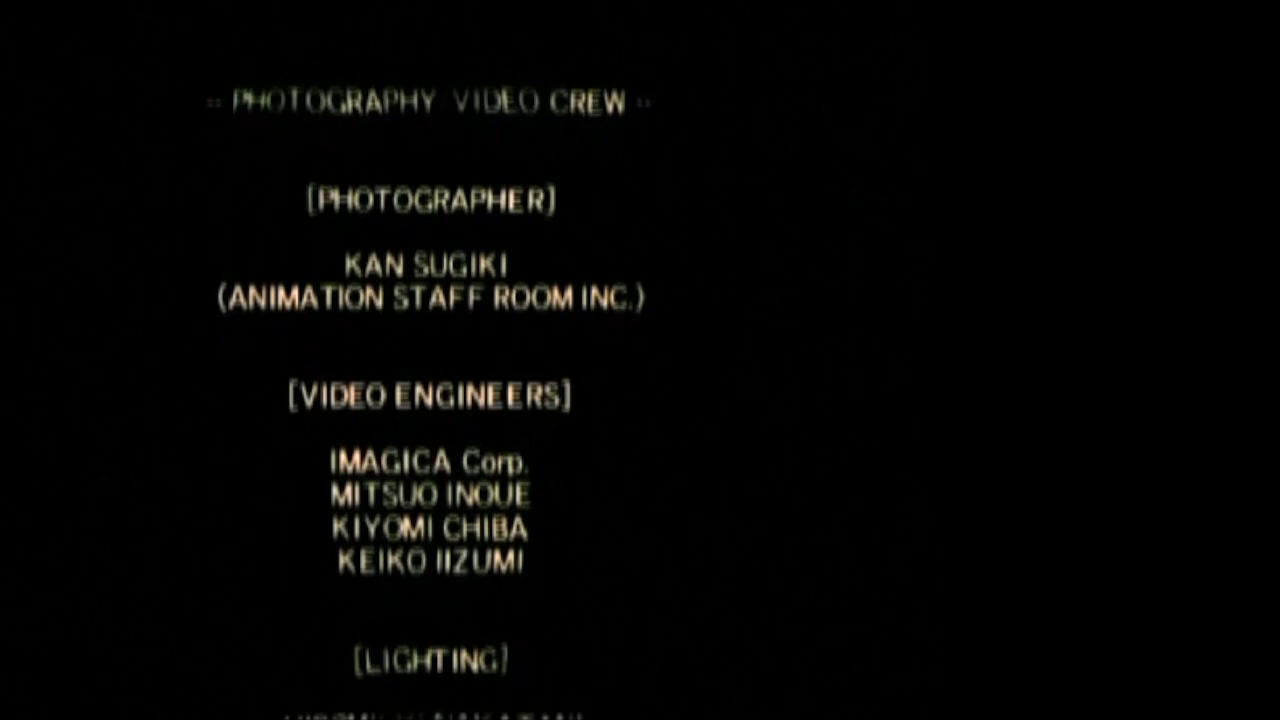 :: PHOTOGRAPHY VIDEO CREW ::
[PHOTOGRAPHER]
KAN SUGIKI
(ANIMATION STAFF ROOM INC.)
[VIDEO ENGINEERS]
IMAGICA Corp.
MITSUO INOUE
KIYOMI CHIBA
KEIKO IIZUMI
[LIGHTING]